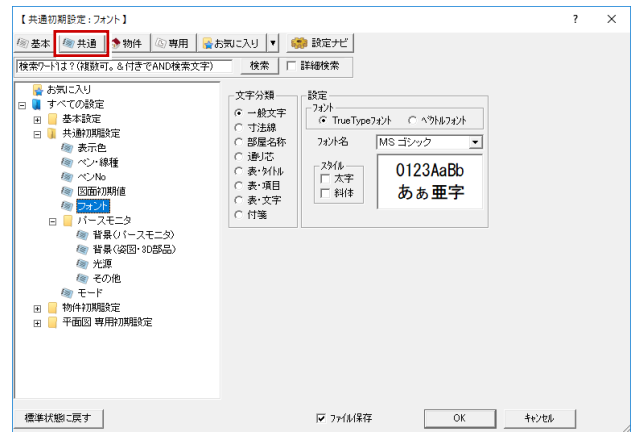 【 共通初期設定 : フォント 】
? ×
基本 共通 物件 専用 お気に入り ▼ 設定ナビ
検索ワードは?(複数可。&付きでAND検索文字) 検索 詳細検索
お気に入り
すべての設定
基本設定
共通初期設定
表示色
ペン・線種
ペンNo
図面初期値
フォント
パースモニタ
背景(パースモニタ)
背景(姿図・3D部品)
光源
その他
モード
物件初期設定
平面図 専用初期設定
文字分類
一般文字
寸法線
部屋名称
通り芯
表・タイトル
表・項目
表・文字
付箋
設定
フォント
TrueTypeフォント ベクトルフォント
フォント名 MS ゴシック
スタイル
太字
斜体
0123AaBb
あぁ亜字
標準状態に戻す ファイル保存 OK キャンセル